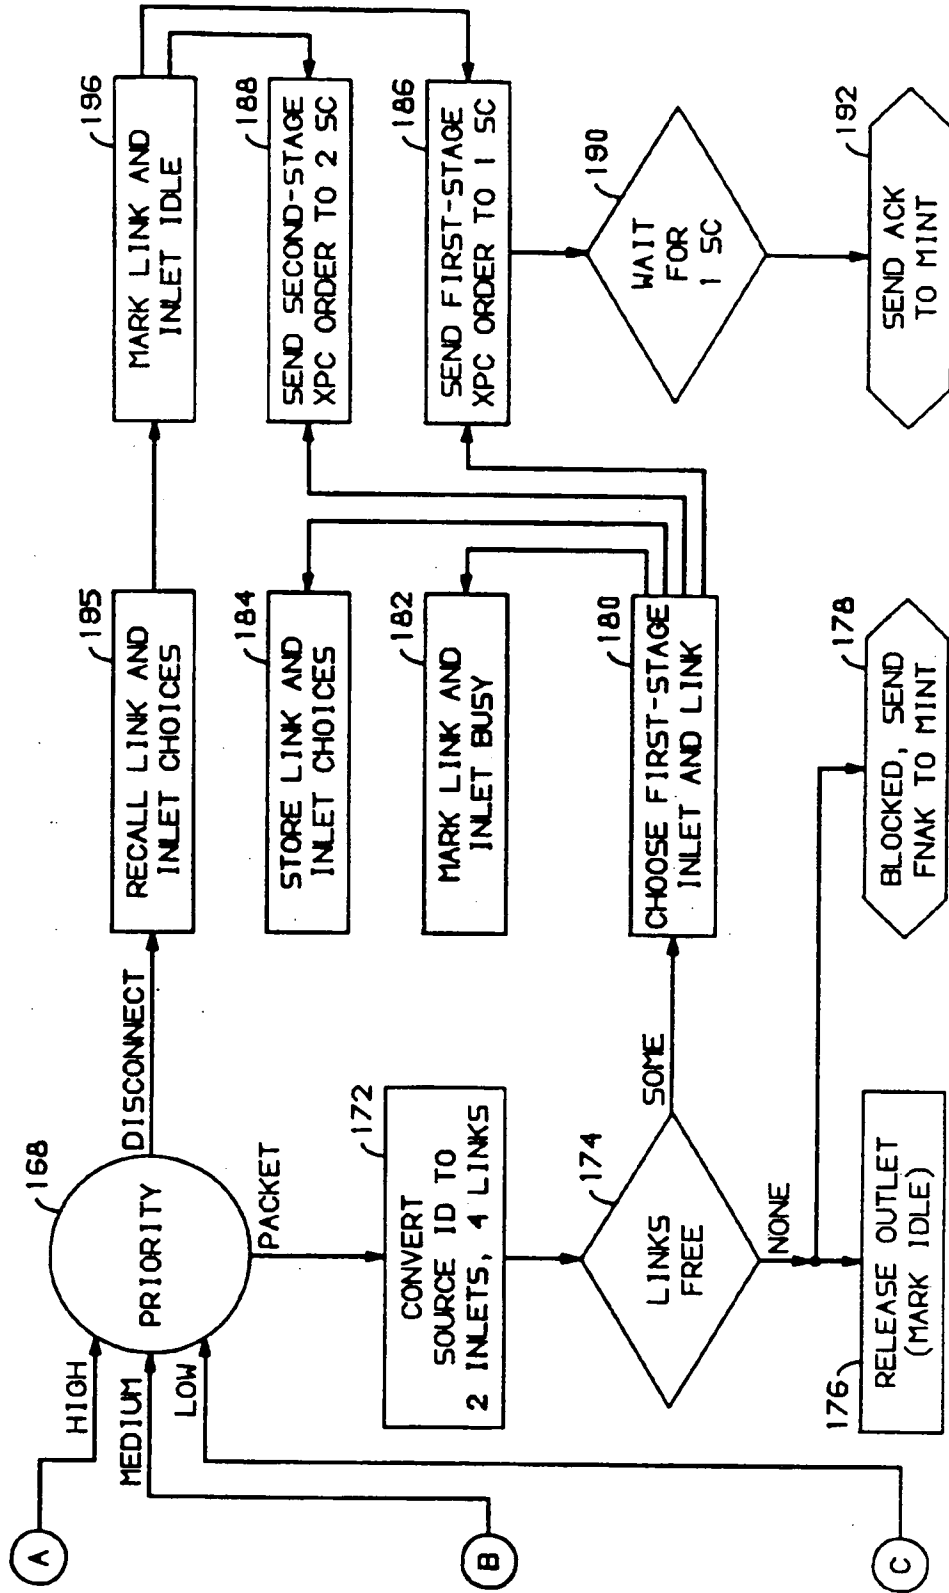 A
HIGH
MEDIUM
B
LOW
C
168
PRIORITY
DISCONNECT
PACKET
195
RECALL LINK AND
INLET CHOICES
196
MARK LINK AND
INLET IDLE
172
CONVERT
SOURCE ID TO
2 INLETS, 4 LINKS
184
STORE LINK AND
INLET CHOICES
188
SEND SECOND-STAGE
XPC ORDER TO 2 SC
182
MARK LINK AND
INLET BUSY
186
SEND FIRST-STAGE
XPC ORDER TO 1 SC
174
LINKS
FREE
SOME
NONE
180
CHOOSE FIRST-STAGE
INLET AND LINK
190
WAIT
FOR
1 SC
176
RELEASE OUTLET
(MARK IDLE)
178
BLOCKED, SEND
FNAK TO MINT
192
SEND ACK
TO MINT